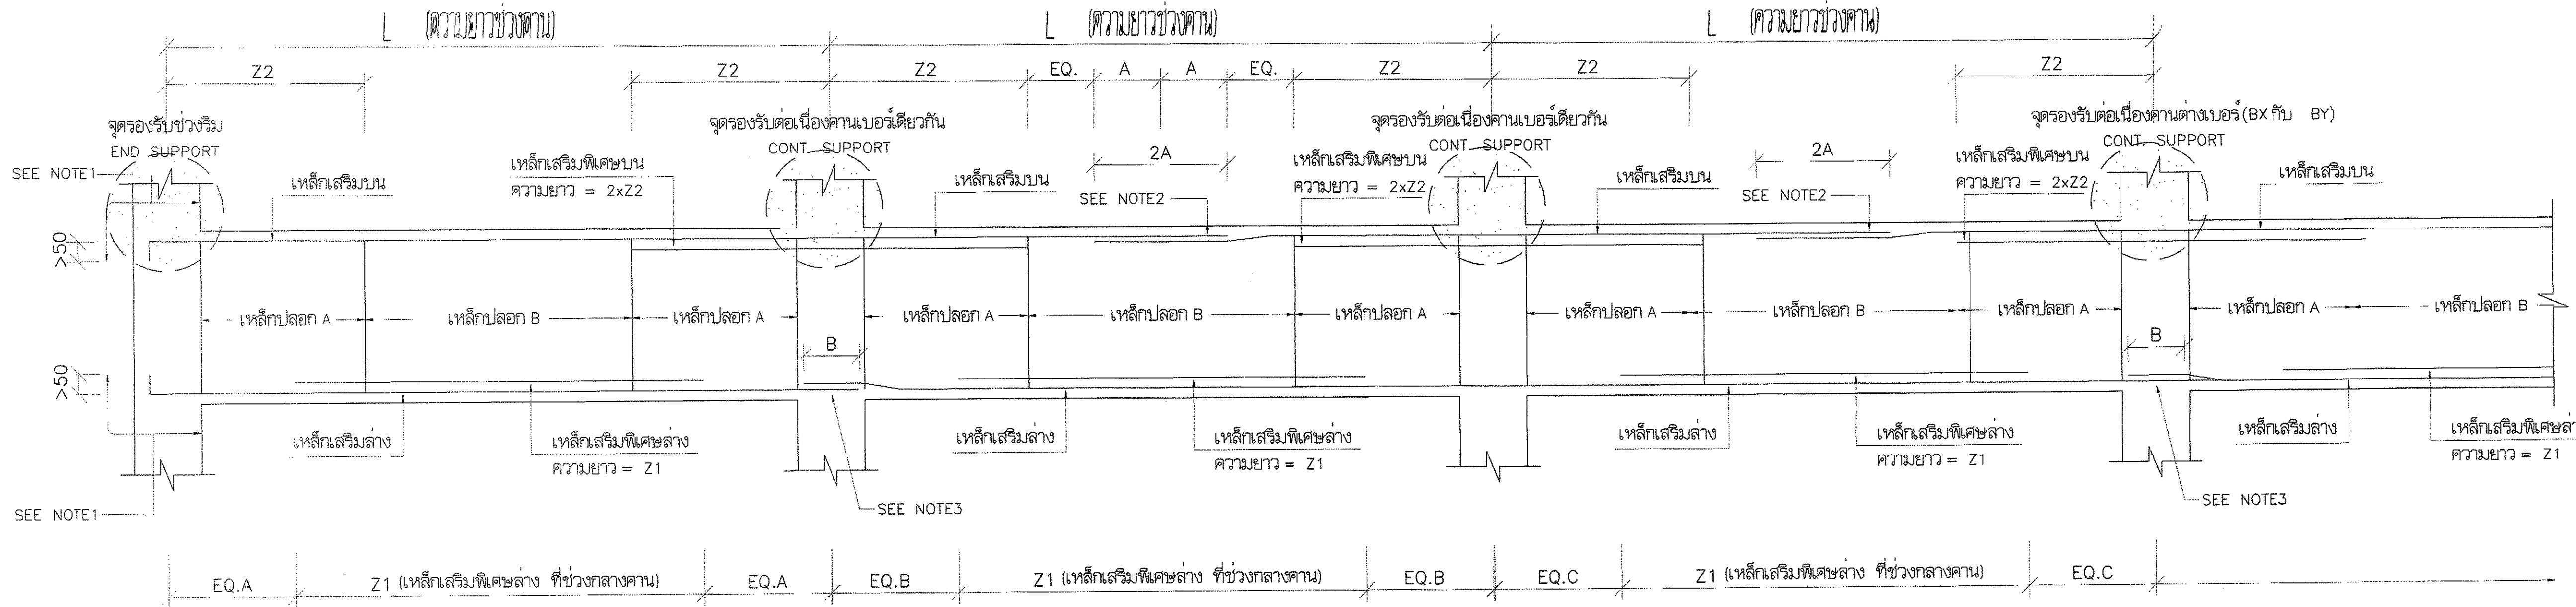 L (ความยาวช่วงคาน)
L (ความยาวช่วงคาน)
L (ความยาวช่วงคาน)
Z2
Z2
Z2
EQ.
A
A
EQ.
Z2
Z2
Z2
จุดรองรับช่วงริม
END SUPPORT
จุดรองรับต่อเนื่องคานเบอร์เดียวกัน
CONT. SUPPORT
จุดรองรับต่อเนื่องคานเบอร์เดียวกัน
CONT. SUPPORT
จุดรองรับต่อเนื่องคานต่างเบอร์(BX กับ BY)
CONT. SUPPORT
SEE NOTE1
เหล็กเสริมบน
เหล็กเสริมพิเศษบน
ความยาว = 2xZ2
เหล็กเสริมบน
2A
SEE NOTE2
เหล็กเสริมพิเศษบน
ความยาว = 2xZ2
เหล็กเสริมบน
2A
SEE NOTE2
เหล็กเสริมพิเศษบน
ความยาว = 2xZ2
เหล็กเสริมบน
>50
เหล็กปลอก A
เหล็กปลอก B
เหล็กปลอก A
เหล็กปลอก A
เหล็กปลอก B
เหล็กปลอก A
เหล็กปลอก A
เหล็กปลอก B
เหล็กปลอก A
เหล็กปลอก A
เหล็กปลอก B
B
B
>50
เหล็กเสริมล่าง
เหล็กเสริมพิเศษล่าง
ความยาว = Z1
เหล็กเสริมล่าง
เหล็กเสริมพิเศษล่าง
ความยาว = Z1
เหล็กเสริมล่าง
เหล็กเสริมพิเศษล่าง
ความยาว = Z1
เหล็กเสริมล่าง
เหล็กเสริมพิเศษล่า
ความยาว = Z1
SEE NOTE1
SEE NOTE3
SEE NOTE3
EQ.A
Z1 (เหล็กเสริมพิเศษล่าง ที่ช่วงกลางคาน)
EQ.A
EQ.B
Z1 (เหล็กเสริมพิเศษล่าง ที่ช่วงกลางคาน)
EQ.B
EQ.C
Z1 (เหล็กเสริมพิเศษล่าง ที่ช่วงกลางคาน)
EQ.C